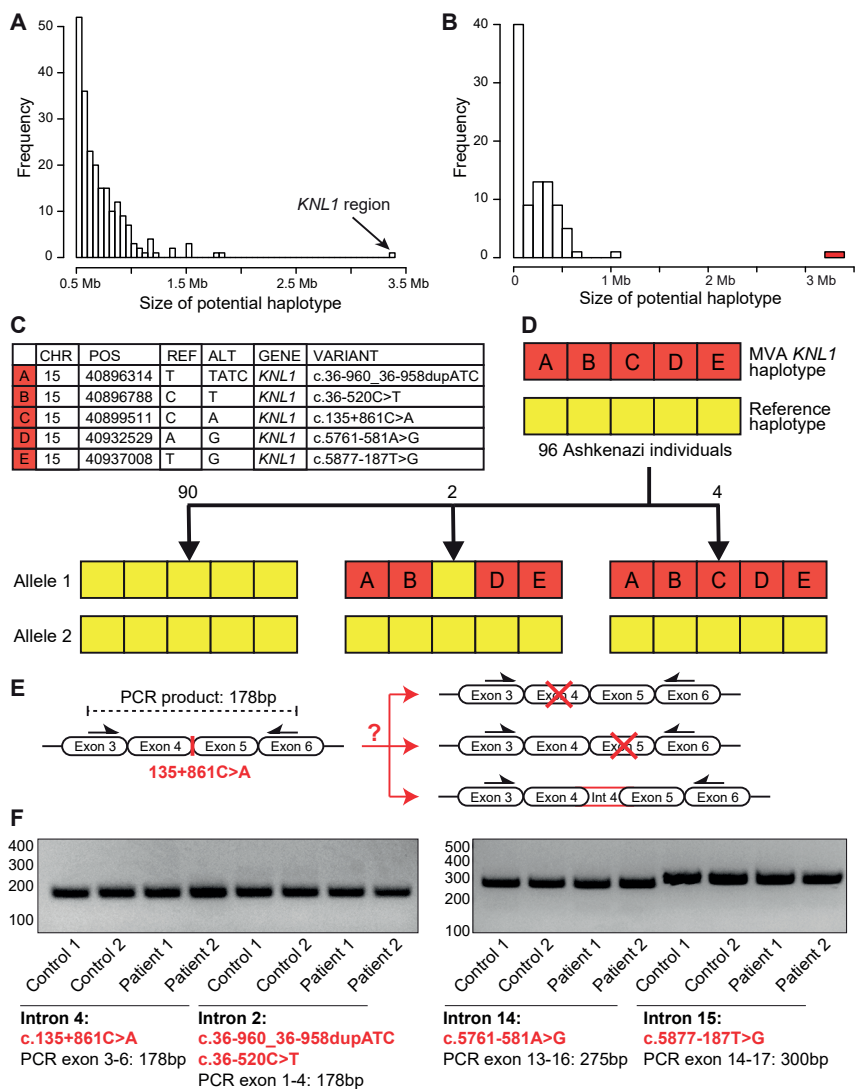 A
Frequency
50
40
30
20
10
0
KNL1 region
0.5 Mb 1.5 Mb 2.5 Mb 3.5 Mb
Size of potential haplotype
B
Frequency
40
30
20
10
0
0 1 Mb 2 Mb 3 Mb
Size of potential haplotype
C
CHR POS REF ALT GENE VARIANT
A 15 40896314 T TATC KNL1 c.36-960_36-958dupATC
B 15 40896788 C T KNL1 c.36-520C>T
C 15 40899511 C A KNL1 c.135+861C>A
D 15 40932529 A G KNL1 c.5761-581A>G
E 15 40937008 T G KNL1 c.5877-187T>G
D
A B C D E
MVA KNL1
haplotype
Reference
haplotype
96 Ashkenazi individuals
90 2 4
Allele 1 A B D E A B C D E
Allele 2
E
PCR product: 178bp
Exon 3 Exon 4 Exon 5 Exon 6
135+861C>A
?
Exon 3 Exon 4 Exon 5 Exon 6
Exon 3 Exon 4 Exon 5 Exon 6
Exon 3 Exon 4 Int 4 Exon 5 Exon 6
F
400
300
200
100
Control 1 Control 2 Patient 1 Patient 2 Control 1 Control 2 Patient 1 Patient 2
Intron 4:
c.135+861C>A
PCR exon 3-6: 178bp
Intron 2:
c.36-960_36-958dupATC
c.36-520C>T
PCR exon 1-4: 178bp
500
400
300
200
100
Control 1 Control 2 Patient 1 Patient 2 Control 1 Control 2 Patient 1 Patient 2
Intron 14:
c.5761-581A>G
PCR exon 13-16: 275bp
Intron 15:
c.5877-187T>G
PCR exon 14-17: 300bp